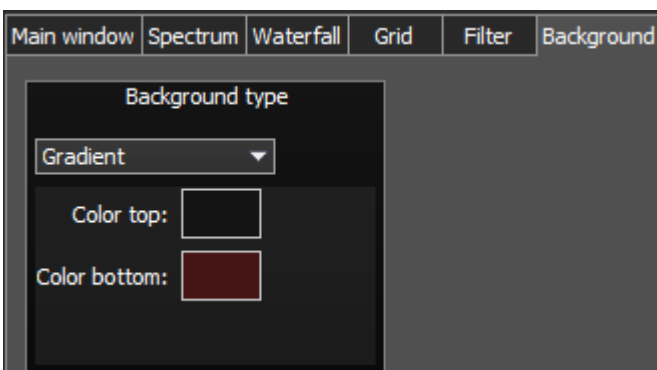 Main window Spectrum Waterfall Grid Filter Background
Background type
Gradient
Color top:
Color bottom: